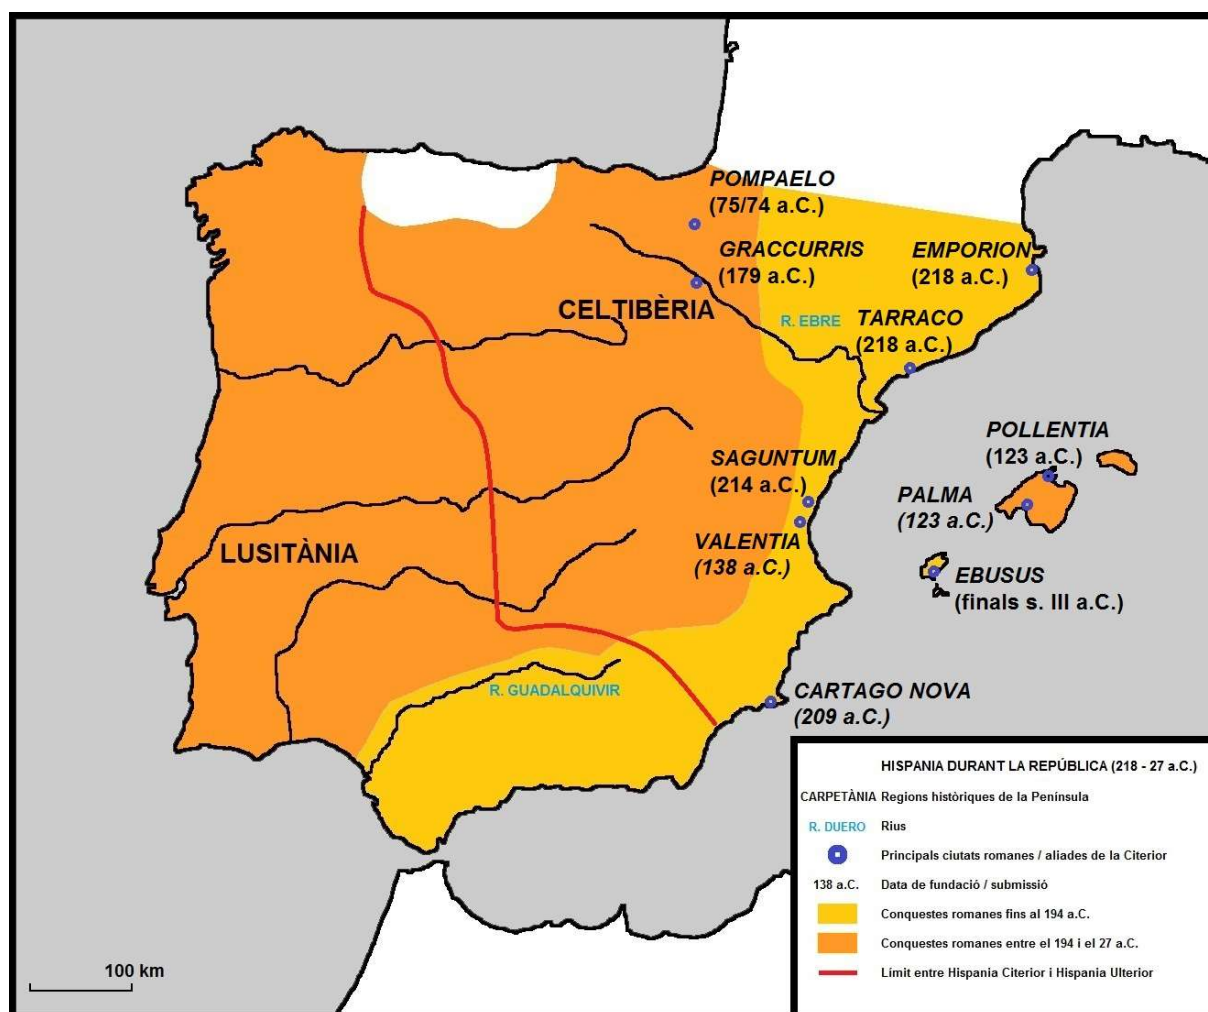 POMPAELO
(75/74 a.C.)
GRACCURRIS
(179 a.C.)
EMPORION
(218 a.C.)
CELTIBÈRIA
R. EBRE
TARRACO
(218 a.C.)
POLLENTIA
(123 a.C.)
SAGUNTUM
(214 a.C.)
PALMA
(123 a.C.)
VALENTIA
(138 a.C.)
LUSITÀNIA
EBUSUS
(finals s. III a.C.)
R. GUADALQUIVIR
CARTAGO NOVA
(209 a.C.)
HISPANIA DURANT LA REPÚBLICA (218 - 27 a.C.)
CARPETÀNIA Regions històriques de la Península
R. DUERO Rius
Principals ciutats romanes / aliades de la Citerior
138 a.C. Data de fundació / submissió
Conquestes romanes fins al 194 a.C.
Conquestes romanes entre el 194 i el 27 a.C.
Límit entre Hispania Citerior i Hispania Ulterior
100 km